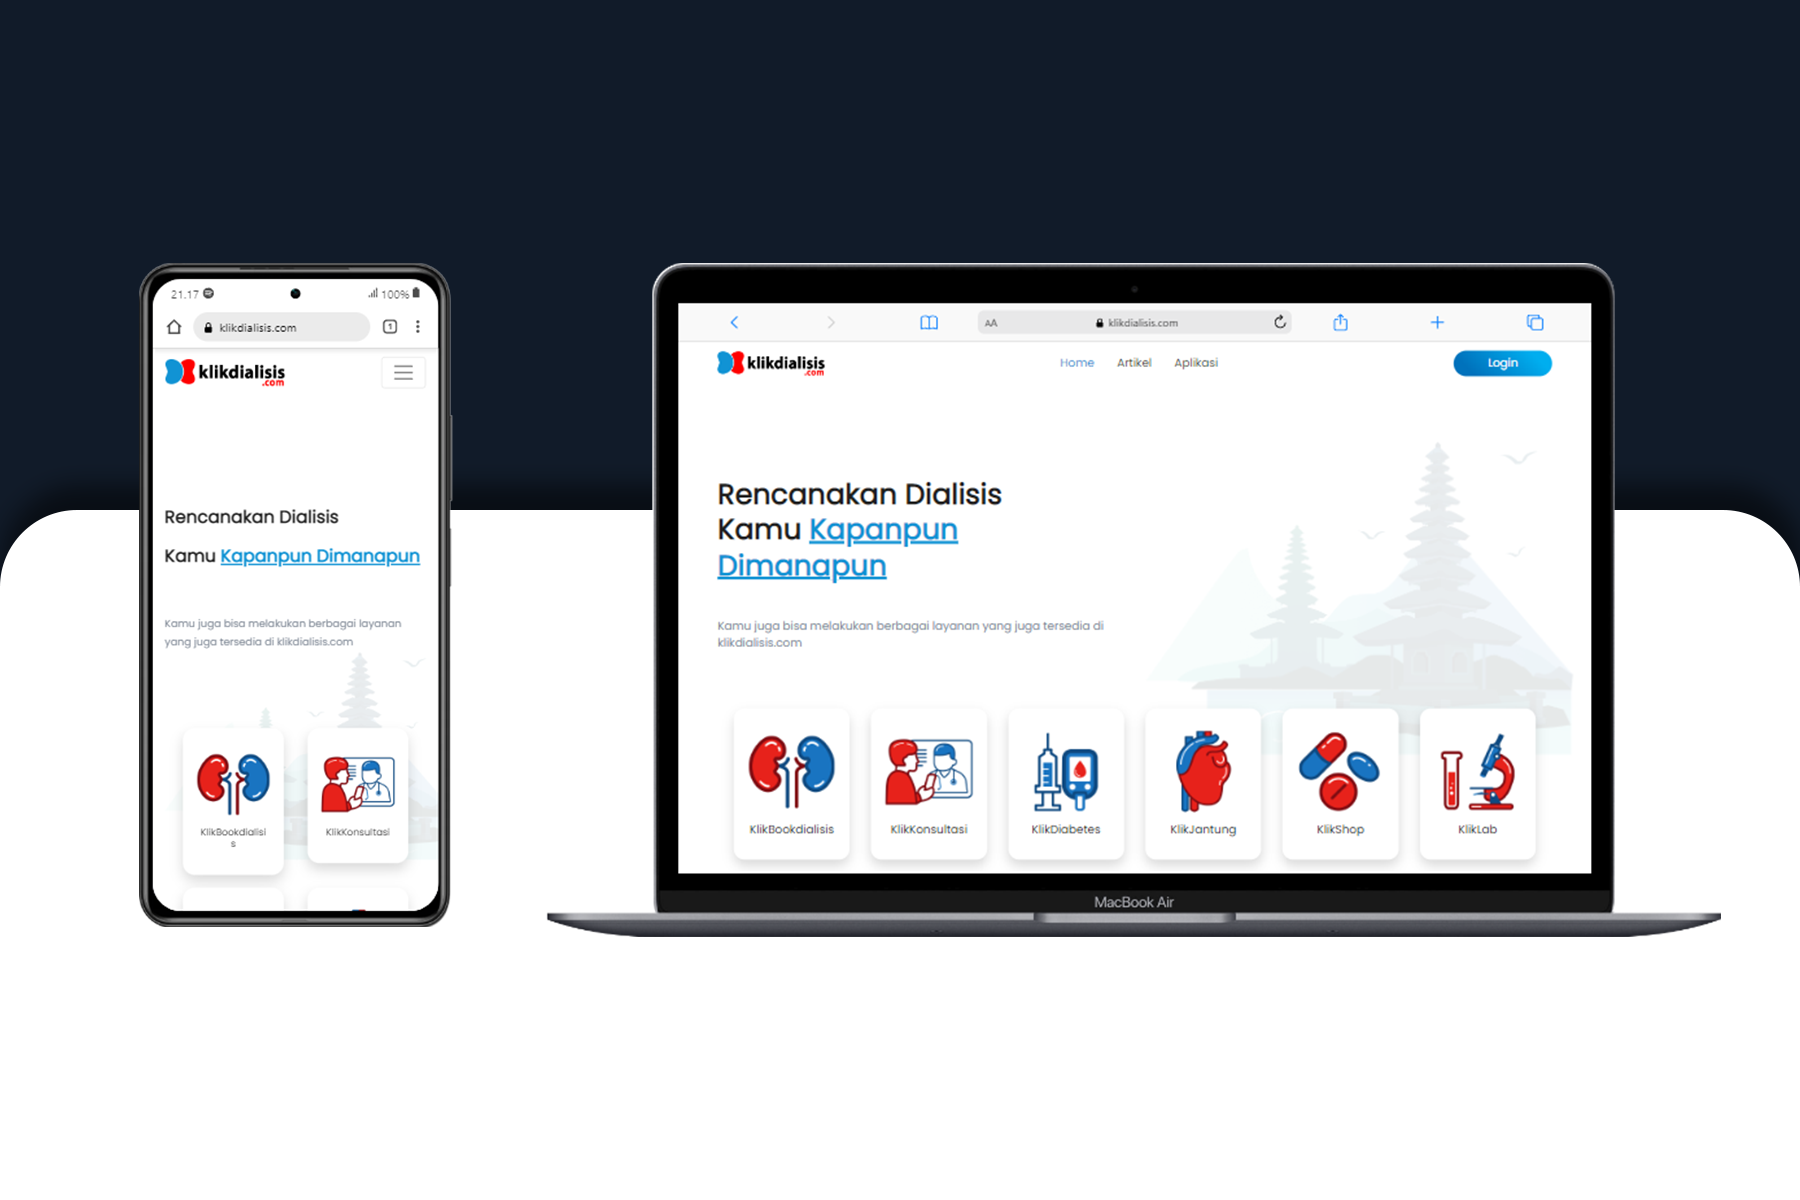 21.17
100%
klikdialisis.com
1
klikdialisis
.com
Rencanakan Dialisis
Kamu Kapanpun Dimanapun
Kamu juga bisa melakukan berbagai layanan
yang juga tersedia di klikdialisis.com
KlikBookdialisi
s
KlikKonsultasi
AA
klikdialisis.com
klikdialisis
.com
Home
Artikel
Aplikasi
Login
Rencanakan Dialisis
Kamu Kapanpun
Dimanapun
Kamu juga bisa melakukan berbagai layanan yang juga tersedia di
klikdialisis.com
KlikBookdialisis
KlikKonsultasi
KlikDiabetes
KlikJantung
KlikShop
KlikLab
MacBook Air